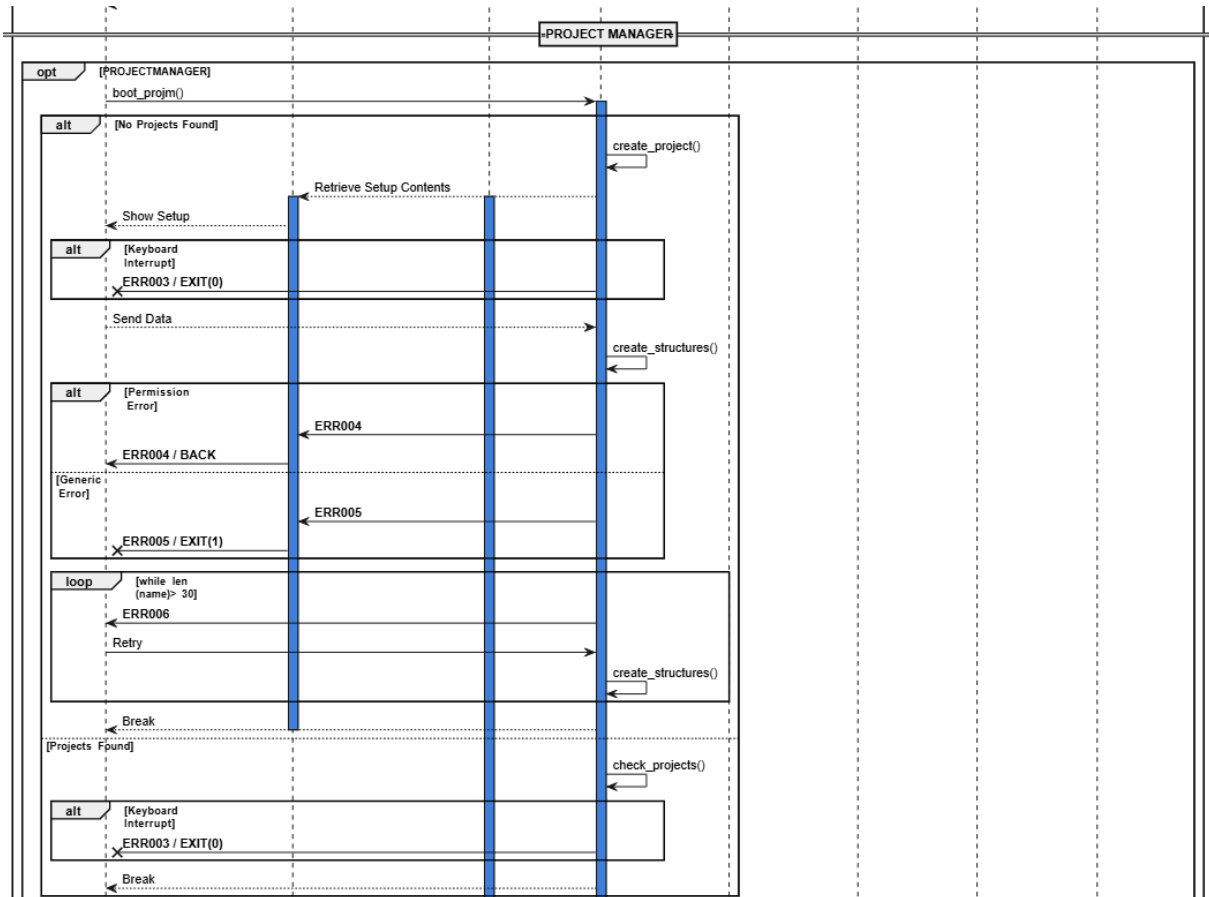 =PROJECT MANAGER=
opt [PROJECTMANAGER]
boot_projm()
alt [No Projects Found]
create_project()
Retrieve Setup Contents
Show Setup
alt [Keyboard
Interrupt]
ERR003 / EXIT(0)
Send Data
create_structures()
alt [Permission
Error]
ERR004
ERR004 / BACK
[Generic
Error]
ERR005
ERR005 / EXIT(1)
loop [while len
(name)> 30]
ERR006
Retry
create_structures()
Break
[Projects Found]
check_projects()
alt [Keyboard
Interrupt]
ERR003 / EXIT(0)
Break